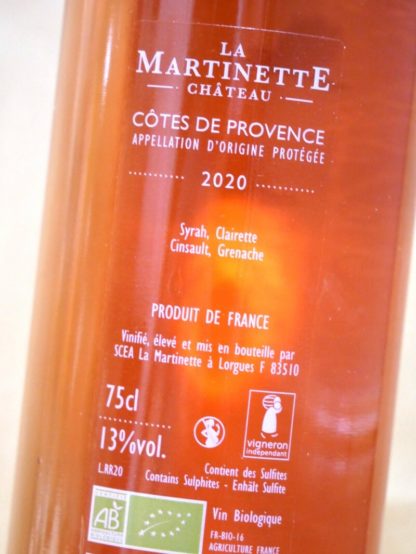 LA
MARTINETTE
CHÂTEAU
CÔTES DE PROVENCE
APPELLATION D'ORIGINE PROTÉGÉE
2020
Syrah, Clairette
Cinsault, Grenache
PRODUIT DE FRANCE
Vinifié, élevé et mis en bouteille par
SCEA La Martinette à Lorgues F 83510
75cl
13%vol.
L.RR20
vigneron
indépendant
Contient des Sulfites
Contains Sulphites - Enhält Sulfite
AB
Vin Biologique
FR-BIO-16
AGRICULTURE FRANCE